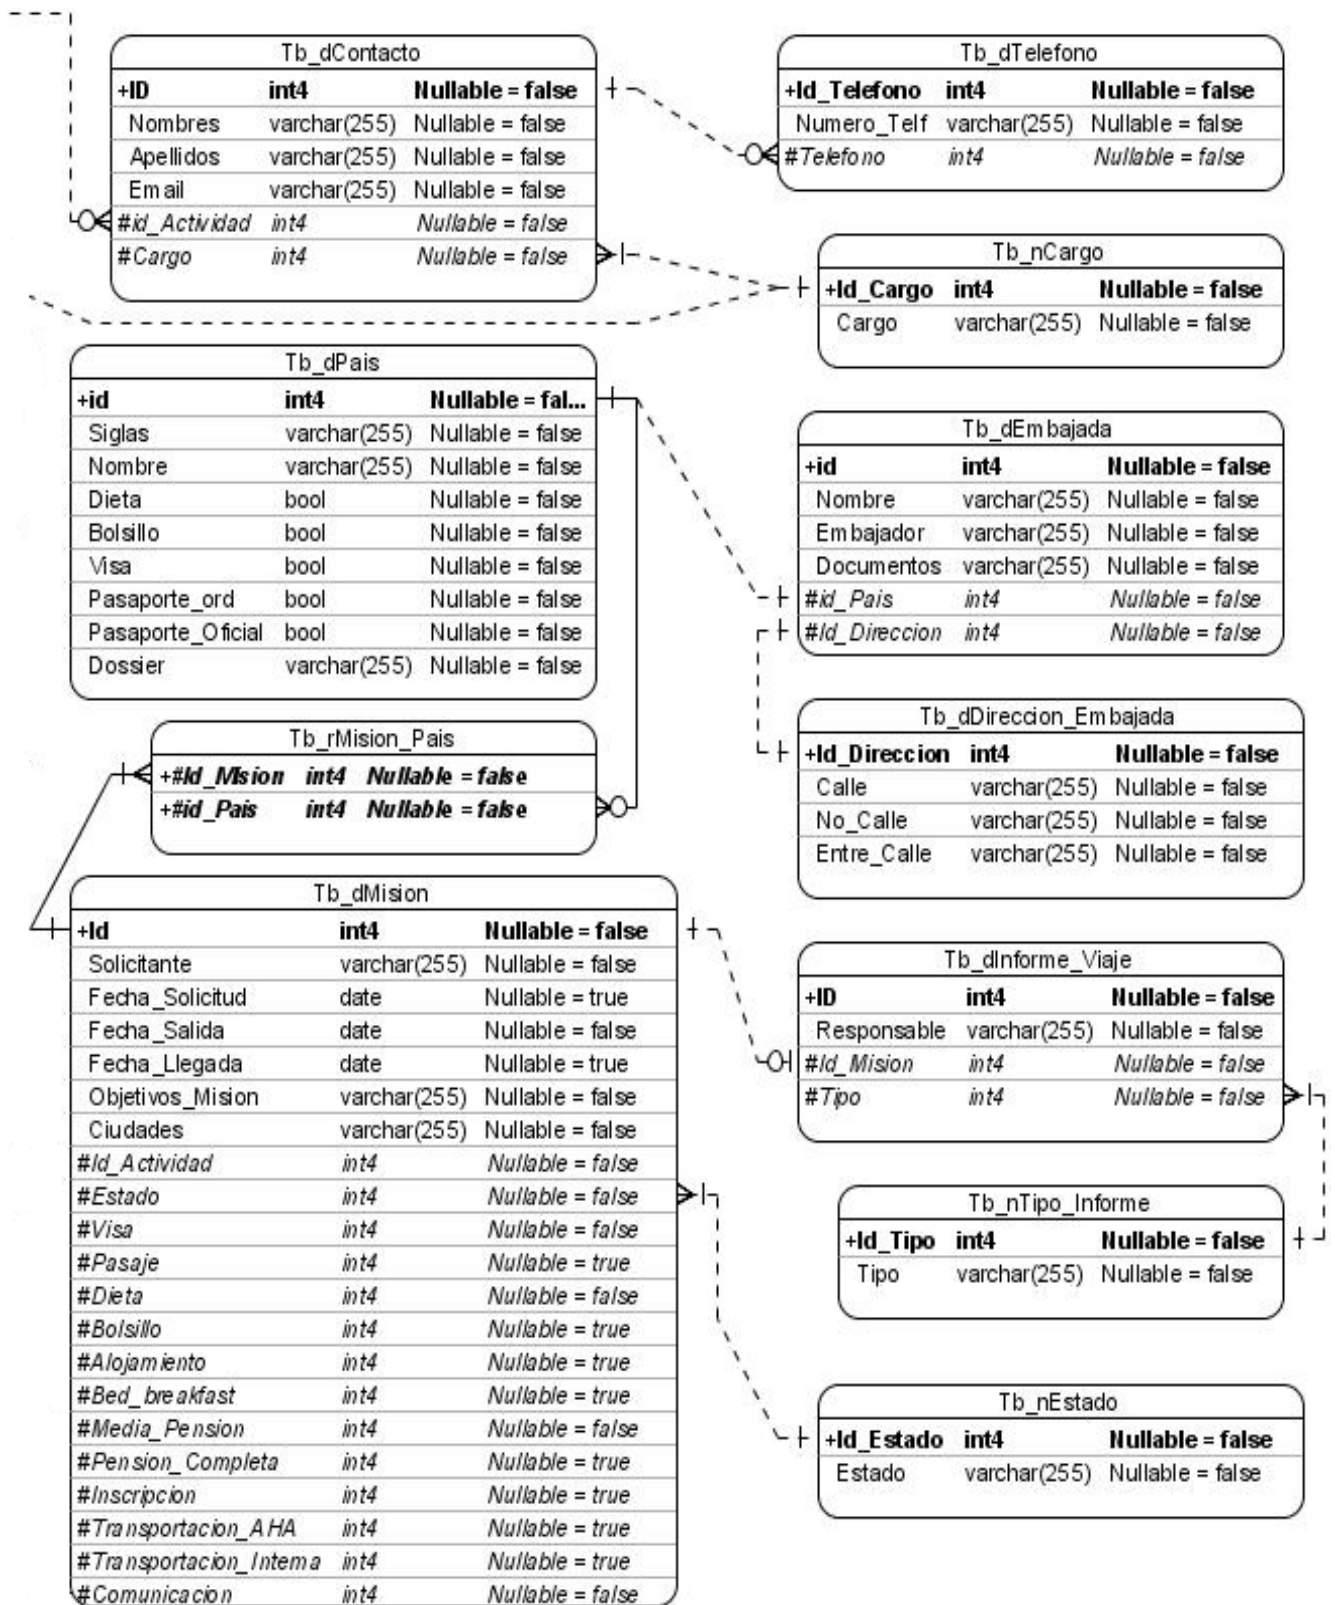 Tb_dContacto
+ID int4 Nullable = false
Nombres varchar(255) Nullable = false
Apellidos varchar(255) Nullable = false
Email varchar(255) Nullable = false
#id_Actividad int4 Nullable = false
#Cargo int4 Nullable = false
Tb_dTelefono
+Id_Telefono int4 Nullable = false
Numero_Telf varchar(255) Nullable = false
#Telefono int4 Nullable = false
Tb_nCargo
+Id_Cargo int4 Nullable = false
Cargo varchar(255) Nullable = false
Tb_dPais
+id int4 Nullable = fal...
Siglas varchar(255) Nullable = false
Nombre varchar(255) Nullable = false
Dieta bool Nullable = false
Bolsillo bool Nullable = false
Visa bool Nullable = false
Pasaporte_ord bool Nullable = false
Pasaporte_Oficial bool Nullable = false
Dossier varchar(255) Nullable = false
Tb_dEmbajada
+id int4 Nullable = false
Nombre varchar(255) Nullable = false
Embajador varchar(255) Nullable = false
Documentos varchar(255) Nullable = false
#id_Pais int4 Nullable = false
#Id_Direccion int4 Nullable = false
Tb_dDireccion_Embajada
+Id_Direccion int4 Nullable = false
Calle varchar(255) Nullable = false
No_Calle varchar(255) Nullable = false
Entre_Calle varchar(255) Nullable = false
Tb_rMision_Pais
+#Id_MIsion int4 Nullable = false
+#id_Pais int4 Nullable = false
Tb_dMision
+Id int4 Nullable = false
Solicitante varchar(255) Nullable = false
Fecha_Solicitud date Nullable = true
Fecha_Salida date Nullable = false
Fecha_Llegada date Nullable = true
Objetivos_Mision varchar(255) Nullable = false
Ciudades varchar(255) Nullable = false
#Id_Actividad int4 Nullable = false
#Estado int4 Nullable = false
#Visa int4 Nullable = false
#Pasaje int4 Nullable = true
#Dieta int4 Nullable = false
#Bolsillo int4 Nullable = true
#Alojamiento int4 Nullable = true
#Bed_breakfast int4 Nullable = true
#Media_Pension int4 Nullable = false
#Pension_Completa int4 Nullable = true
#Inscripcion int4 Nullable = true
#Transportacion_AHA int4 Nullable = true
#Transportacion_Interna int4 Nullable = true
#Comunicacion int4 Nullable = false
Tb_dInforme_Viaje
+ID int4 Nullable = false
Responsable varchar(255) Nullable = false
#Id_Mision int4 Nullable = false
#Tipo int4 Nullable = false
Tb_nTipo_Informe
+Id_Tipo int4 Nullable = false
Tipo varchar(255) Nullable = false
Tb_nEstado
+Id_Estado int4 Nullable = false
Estado varchar(255) Nullable = false